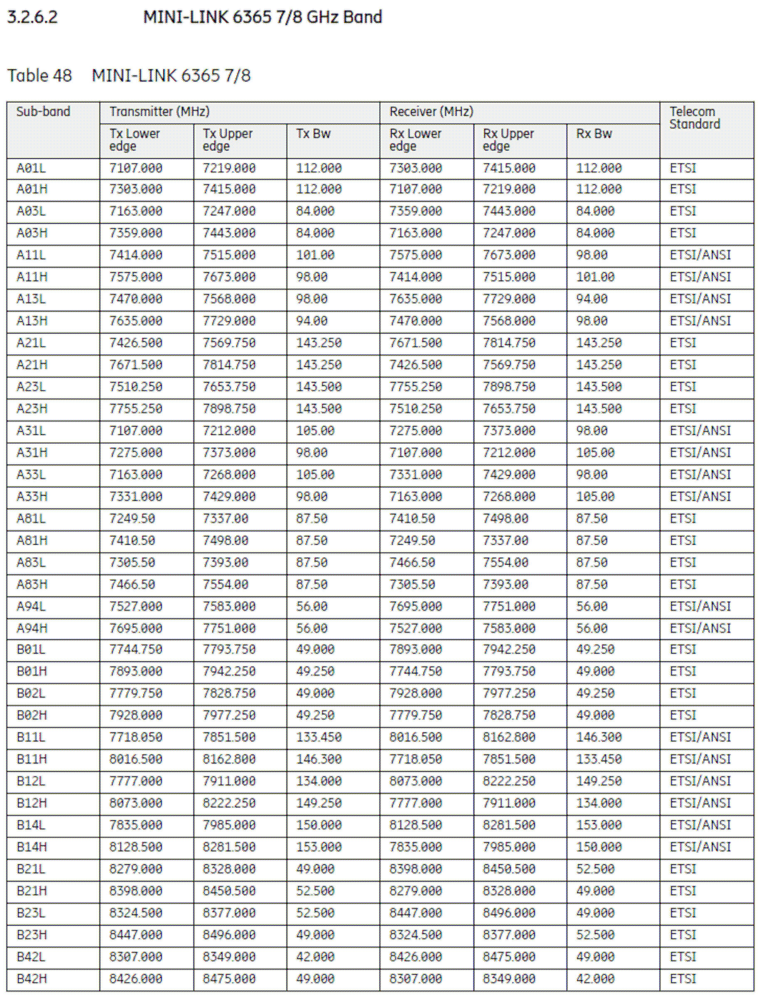 3.2.6.2 MINI-LINK 6365 7/8 GHz Band
Table 48 MINI-LINK 6365 7/8
Sub-band Transmitter (MHz) Receiver (MHz) Telecom Standard
Tx Lower edge Tx Upper edge Tx Bw Rx Lower edge Rx Upper edge Rx Bw
A01L 7107.000 7219.000 112.000 7303.000 7415.000 112.000 ETSI
A01H 7303.000 7415.000 112.000 7107.000 7219.000 112.000 ETSI
A03L 7163.000 7247.000 84.000 7359.000 7443.000 84.000 ETSI
A03H 7359.000 7443.000 84.000 7163.000 7247.000 84.000 ETSI
A11L 7414.000 7515.000 101.00 7575.000 7673.000 98.00 ETSI/ANSI
A11H 7575.000 7673.000 98.00 7414.000 7515.000 101.00 ETSI/ANSI
A13L 7470.000 7568.000 98.00 7635.000 7729.000 94.00 ETSI/ANSI
A13H 7635.000 7729.000 94.00 7470.000 7568.000 98.00 ETSI/ANSI
A21L 7426.500 7569.750 143.250 7671.500 7814.750 143.250 ETSI
A21H 7671.500 7814.750 143.250 7426.500 7569.750 143.250 ETSI
A23L 7510.250 7653.750 143.500 7755.250 7898.750 143.500 ETSI
A23H 7755.250 7898.750 143.500 7510.250 7653.750 143.500 ETSI
A31L 7107.000 7212.000 105.00 7275.000 7373.000 98.00 ETSI/ANSI
A31H 7275.000 7373.000 98.00 7107.000 7212.000 105.00 ETSI/ANSI
A33L 7163.000 7268.000 105.00 7331.000 7429.000 98.00 ETSI/ANSI
A33H 7331.000 7429.000 98.00 7163.000 7268.000 105.00 ETSI/ANSI
A81L 7249.50 7337.00 87.50 7410.50 7498.00 87.50 ETSI
A81H 7410.50 7498.00 87.50 7249.50 7337.00 87.50 ETSI
A83L 7305.50 7393.00 87.50 7466.50 7554.00 87.50 ETSI
A83H 7466.50 7554.00 87.50 7305.50 7393.00 87.50 ETSI
A94L 7527.000 7583.000 56.00 7695.000 7751.000 56.00 ETSI/ANSI
A94H 7695.000 7751.000 56.00 7527.000 7583.000 56.00 ETSI/ANSI
B01L 7744.750 7793.750 49.000 7893.000 7942.250 49.250 ETSI
B01H 7893.000 7942.250 49.250 7744.750 7793.750 49.000 ETSI
B02L 7779.750 7828.750 49.000 7928.000 7977.250 49.250 ETSI
B02H 7928.000 7977.250 49.250 7779.750 7828.750 49.000 ETSI
B11L 7718.050 7851.500 133.450 8016.500 8162.800 146.300 ETSI/ANSI
B11H 8016.500 8162.800 146.300 7718.050 7851.500 133.450 ETSI/ANSI
B12L 7777.000 7911.000 134.000 8073.000 8222.250 149.250 ETSI/ANSI
B12H 8073.000 8222.250 149.250 7777.000 7911.000 134.000 ETSI/ANSI
B14L 7835.000 7985.000 150.000 8128.500 8281.500 153.000 ETSI/ANSI
B14H 8128.500 8281.500 153.000 7835.000 7985.000 150.000 ETSI/ANSI
B21L 8279.000 8328.000 49.000 8398.000 8450.500 52.500 ETSI
B21H 8398.000 8450.500 52.500 8279.000 8328.000 49.000 ETSI
B23L 8324.500 8377.000 52.500 8447.000 8496.000 49.000 ETSI
B23H 8447.000 8496.000 49.000 8324.500 8377.000 52.500 ETSI
B42L 8307.000 8349.000 42.000 8426.000 8475.000 49.000 ETSI
B42H 8426.000 8475.000 49.000 8307.000 8349.000 42.000 ETSI